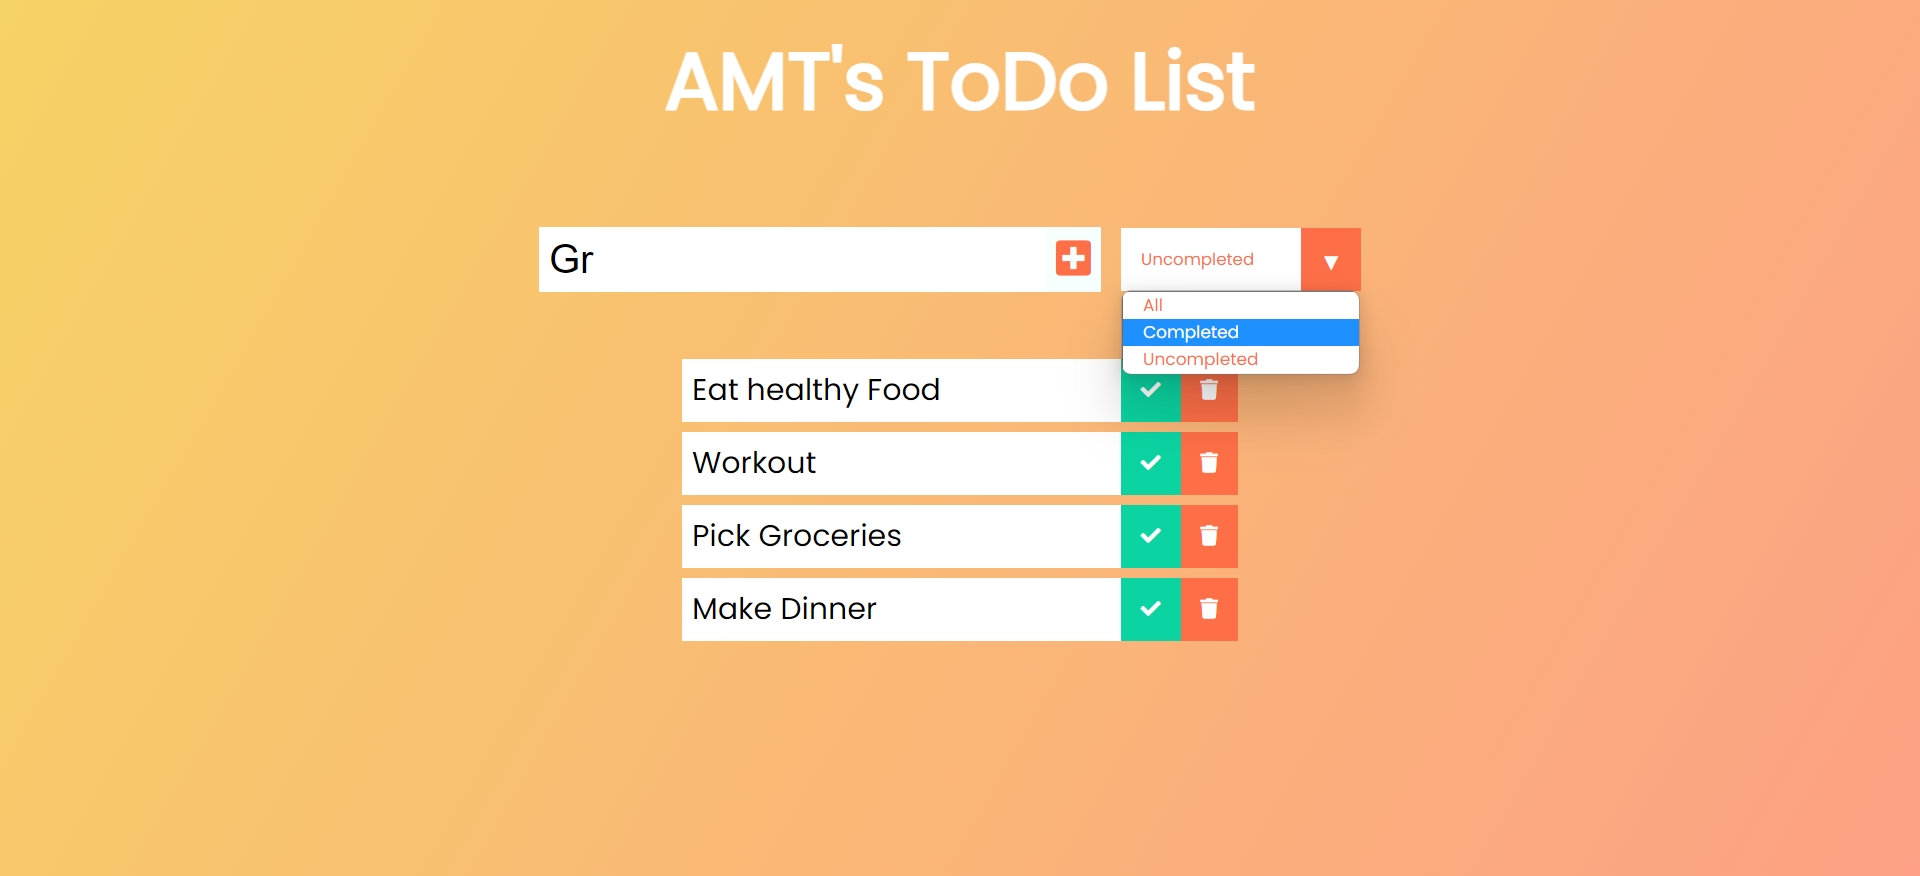 AMT's ToDo List
Gr
Uncompleted ▼
All
Completed
Uncompleted
Eat healthy Food
Workout
Pick Groceries
Make Dinner